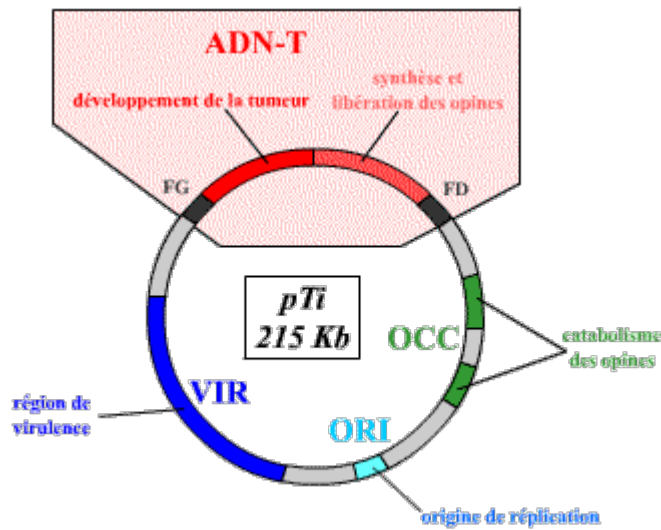 ADN-T
synthèse et
libération des opines
développement de la tumeur
FG
FD
pTi
215 Kb
OCC
catabolisme
des opines
VIR
région de
virulence
ORI
origine de réplication